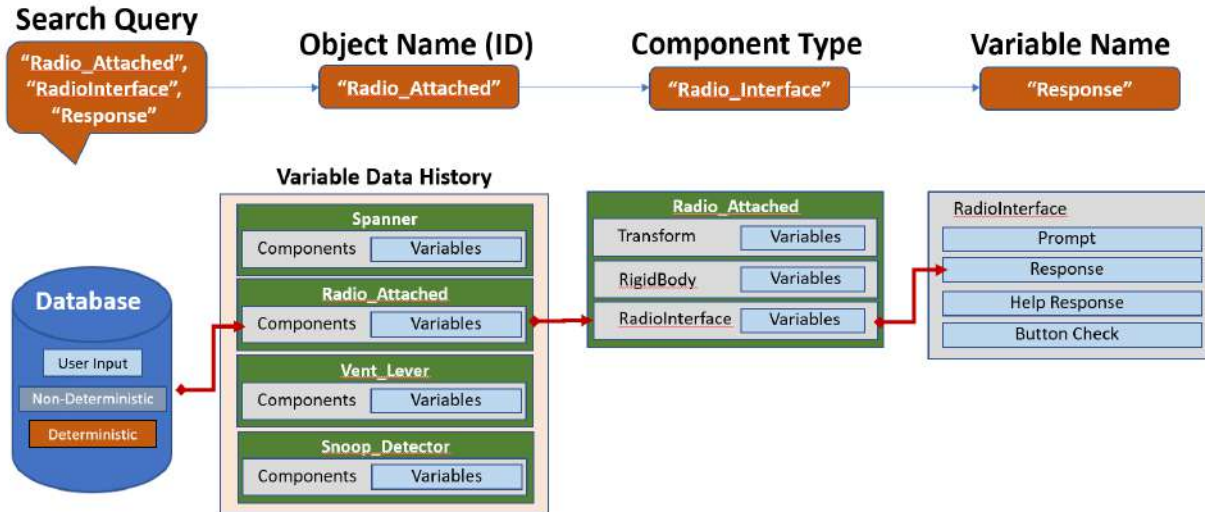 Search Query
Object Name (ID)
Component Type
Variable Name
“Radio_Attached”,
“RadioInterface”,
“Response”
“Radio_Attached”
“Radio_Interface”
“Response”
Variable Data History
Database
User Input
Non-Deterministic
Deterministic
Spanner
Components Variables
Radio_Attached
Components Variables
Vent_Lever
Components Variables
Snoop_Detector
Components Variables
Radio_Attached
Transform Variables
RigidBody Variables
RadioInterface Variables
RadioInterface
Prompt
Response
Help Response
Button Check